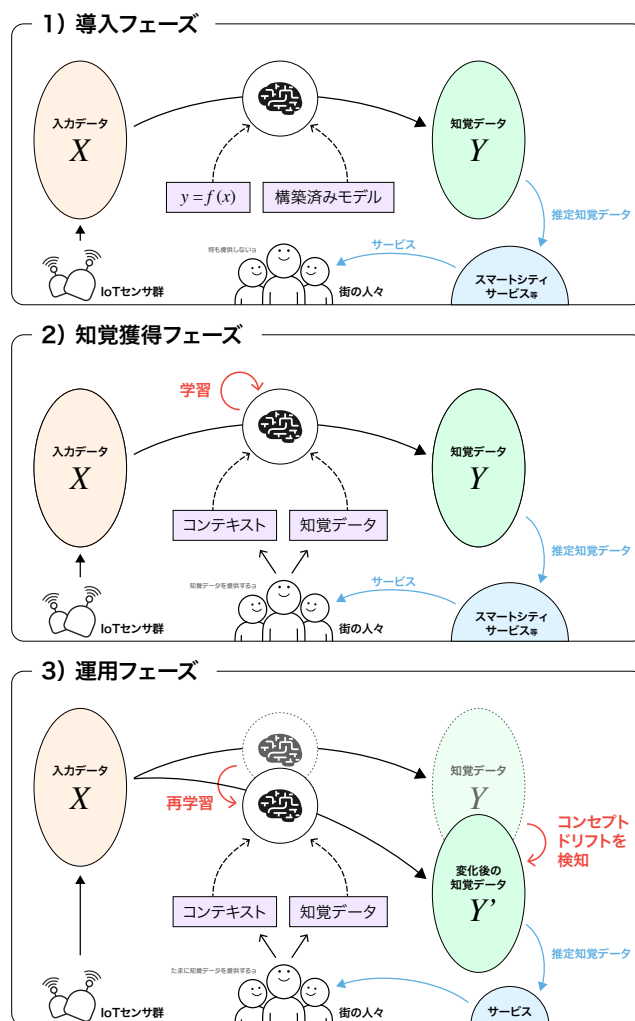 1）導入フェーズ
入力データ
X
知覚データ
Y
y = f (x)
構築済みモデル
推定知覚データ
何も提供しないヨ
サービス
IoTセンサ群
街の人々
スマートシティ
サービス等
2）知覚獲得フェーズ
学習
入力データ
X
知覚データ
Y
コンテキスト
知覚データ
推定知覚データ
知覚データを提供するヨ
サービス
IoTセンサ群
街の人々
スマートシティ
サービス等
3）運用フェーズ
入力データ
X
知覚データ
Y
再学習
コンセプト
ドリフトを
検知
変化後の
知覚データ
Y’
コンテキスト
知覚データ
推定知覚データ
たまに知覚データを提供するヨ
IoTセンサ群
街の人々
サービス